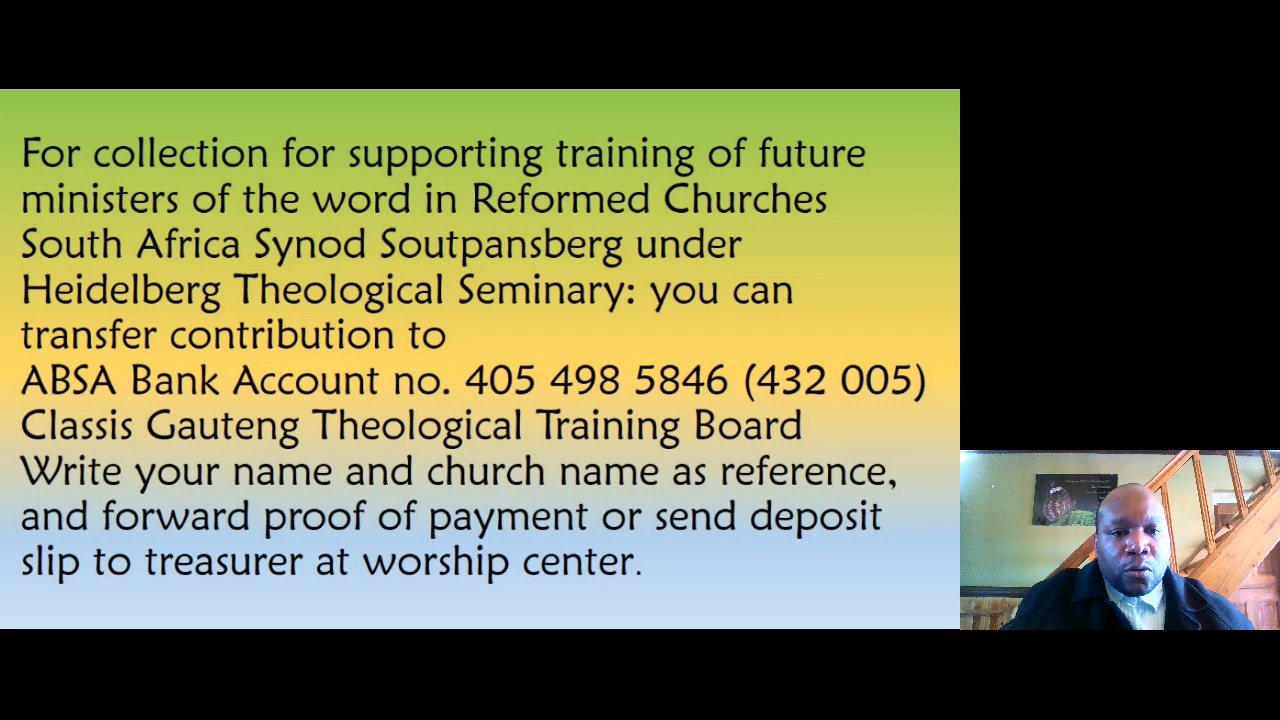 For collection for supporting training of future
ministers of the word in Reformed Churches
South Africa Synod Soutpansberg under
Heidelberg Theological Seminary: you can
transfer contribution to
ABSA Bank Account no. 405 498 5846 (432 005)
Classis Gauteng Theological Training Board
Write your name and church name as reference,
and forward proof of payment or send deposit
slip to treasurer at worship center.